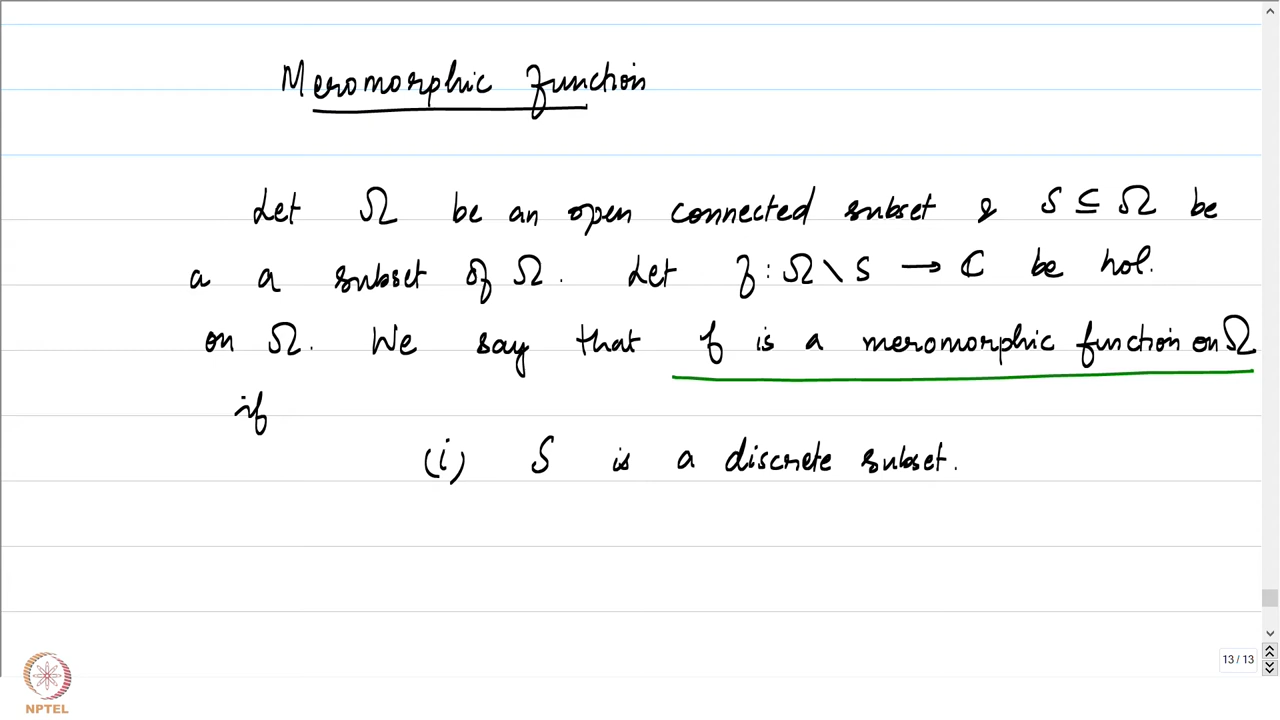 Meromorphic function
Let Ω be an open connected subset & S ⊆ Ω be
a a subset of Ω. Let f : Ω \ S → ℂ be hol.
on Ω. We say that f is a meromorphic function on Ω
if
(i) S is a discrete subset.
13 / 13
NPTEL